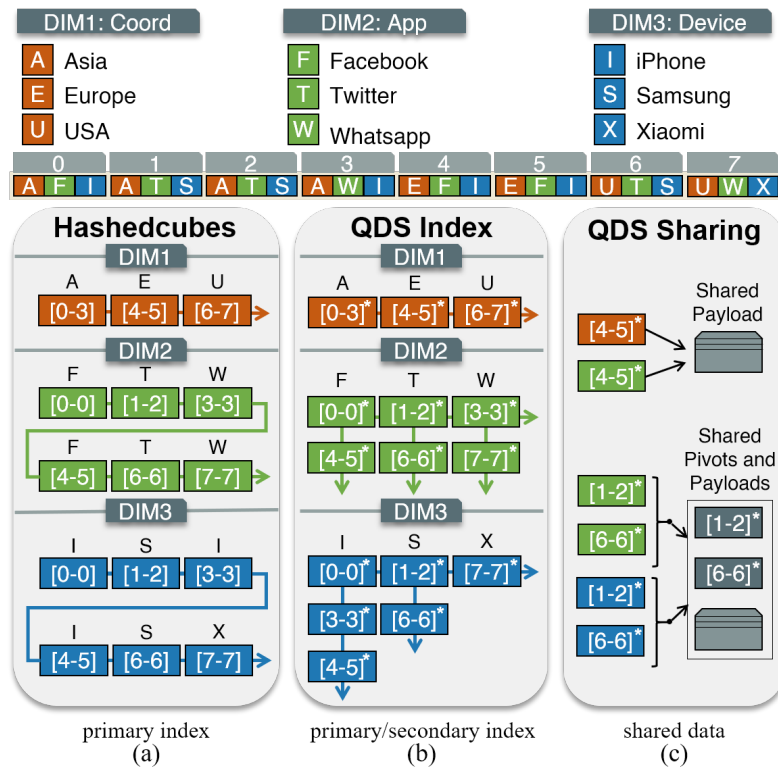 DIM1: Coord DIM2: App DIM3: Device
A Asia F Facebook I iPhone
E Europe T Twitter S Samsung
U USA W Whatsapp X Xiaomi
0 1 2 3 4 5 6 7
A F I A T S A T S A W I E F I E F I U T S U W X
Hashedcubes
DIM1
A E U
[0-3] [4-5] [6-7]
DIM2
F T W
[0-0] [1-2] [3-3]
F T W
[4-5] [6-6] [7-7]
DIM3
I S I
[0-0] [1-2] [3-3]
I S X
[4-5] [6-6] [7-7]
primary index
(a)
QDS Index
DIM1
A E U
[0-3]* [4-5]* [6-7]*
DIM2
F T W
[0-0]* [1-2]* [3-3]*
[4-5]* [6-6]* [7-7]*
DIM3
I S X
[0-0]* [1-2]* [7-7]*
[3-3]* [6-6]*
[4-5]*
primary/secondary index
(b)
QDS Sharing
Shared
Payload
[4-5]*
[4-5]*
Shared
Pivots and
Payloads
[1-2]*
[6-6]*
[1-2]*
[6-6]*
[1-2]*
[6-6]*
shared data
(c)